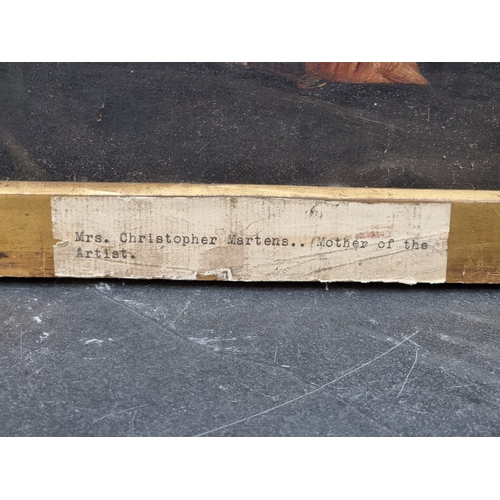 Mrs. Christopher Martens.. Mother of the
Artist.